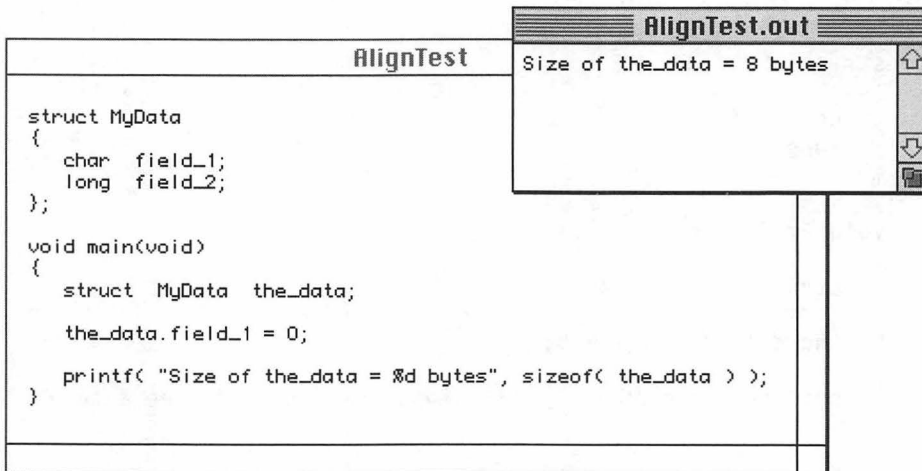 AlignTest.out
Size of the_data = 8 bytes
AlignTest
struct MyData
{
char field_1;
long field_2;
};
void main(void)
{
struct MyData the_data;
the_data.field_1 = 0;
printf( "Size of the_data = %d bytes", sizeof( the_data ) );
}